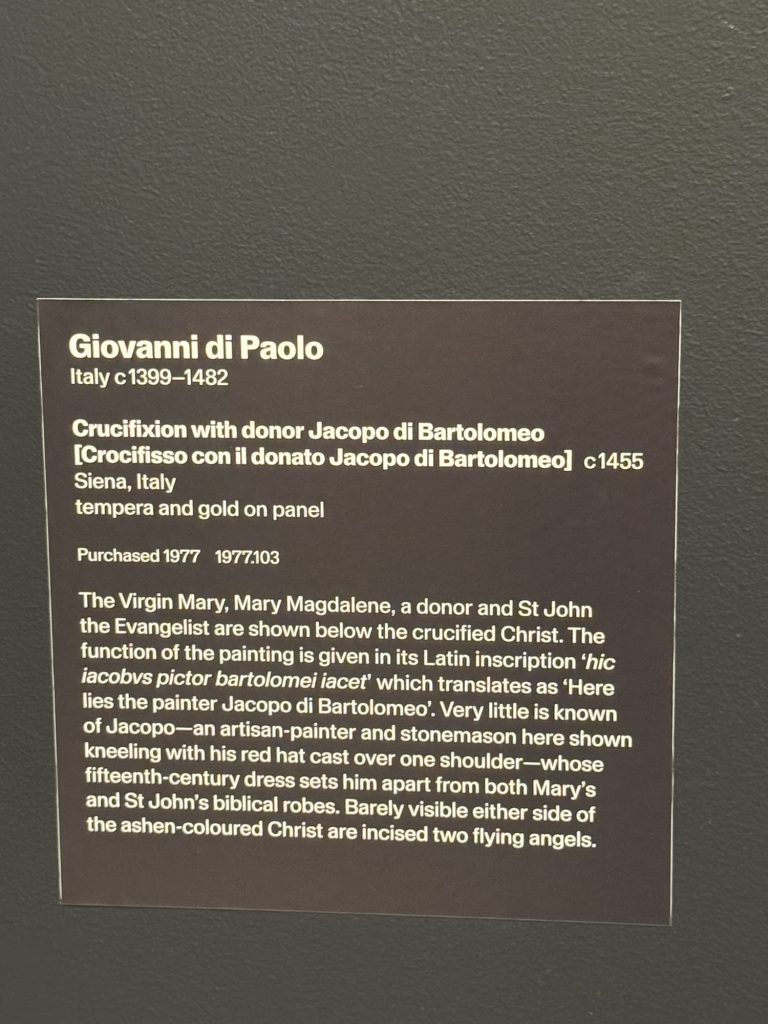 Giovanni di Paolo
Italy c1399–1482
Crucifixion with donor Jacopo di Bartolomeo
[Crocifisso con il donato Jacopo di Bartolomeo] c1455
Siena, Italy
tempera and gold on panel
Purchased 1977 1977.103
The Virgin Mary, Mary Magdalene, a donor and St John
the Evangelist are shown below the crucified Christ. The
function of the painting is given in its Latin inscription ‘hic
iacobvs pictor bartolomei iacet’ which translates as ‘Here
lies the painter Jacopo di Bartolomeo’. Very little is known
of Jacopo—an artisan-painter and stonemason here shown
kneeling with his red hat cast over one shoulder—whose
fifteenth-century dress sets him apart from both Mary’s
and St John’s biblical robes. Barely visible either side of
the ashen-coloured Christ are incised two flying angels.